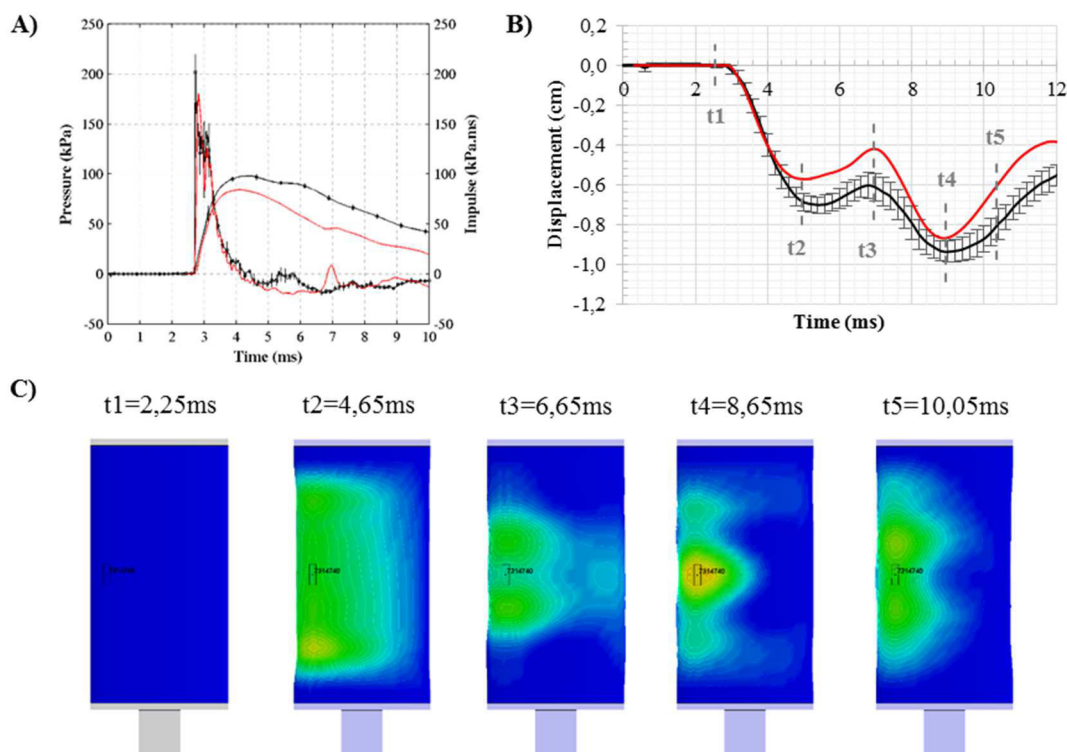 A)
250
200
150
100
50
0
-50
Pressure (kPa)
250
200
150
100
50
0
-50
Impulse (kPa.ms)
0 1 2 3 4 5 6 7 8 9 10
Time (ms)
B)
0,2
0,0
-0,2
-0,4
-0,6
-0,8
-1,0
-1,2
Displacement (cm)
0 2 4 6 8 10 12
t1
t2
t3
t4
t5
Time (ms)
C)
t1=2,25ms t2=4,65ms t3=6,65ms t4=8,65ms t5=10,05ms
7314740 7314740 7314740 7314740